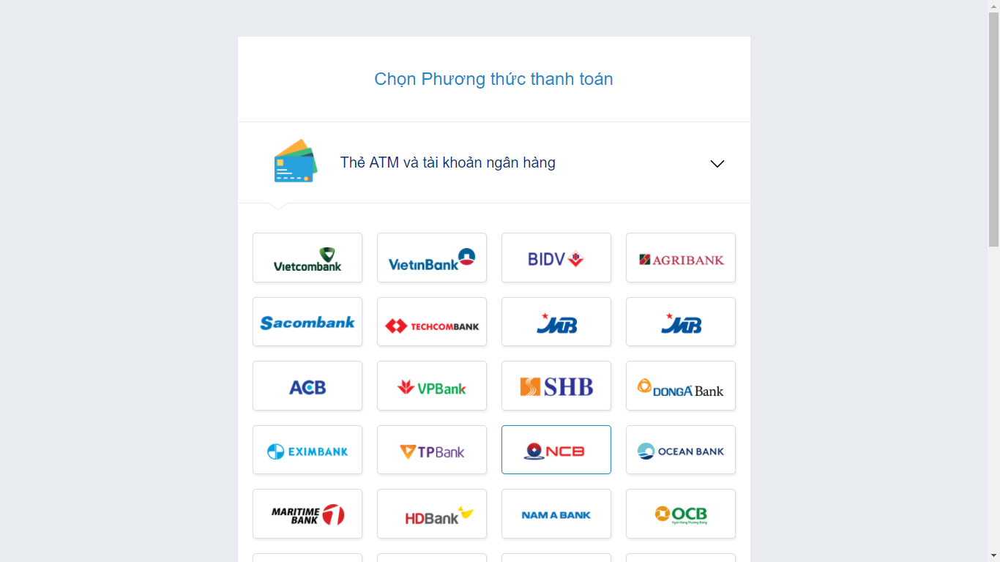 Chọn Phương thức thanh toán
Thẻ ATM và tài khoản ngân hàng
Vietcombank
VietinBank
BIDV
AGRIBANK
Sacombank
TECHCOMBANK
MB
MB
ACB
VPBank
SHB
DONGA Bank
EXIMBANK
TPBank
NCB
OCEAN BANK
MARITIME
BANK
HDBank
NAM A BANK
OCB
Ngân Hàng Phương Đông